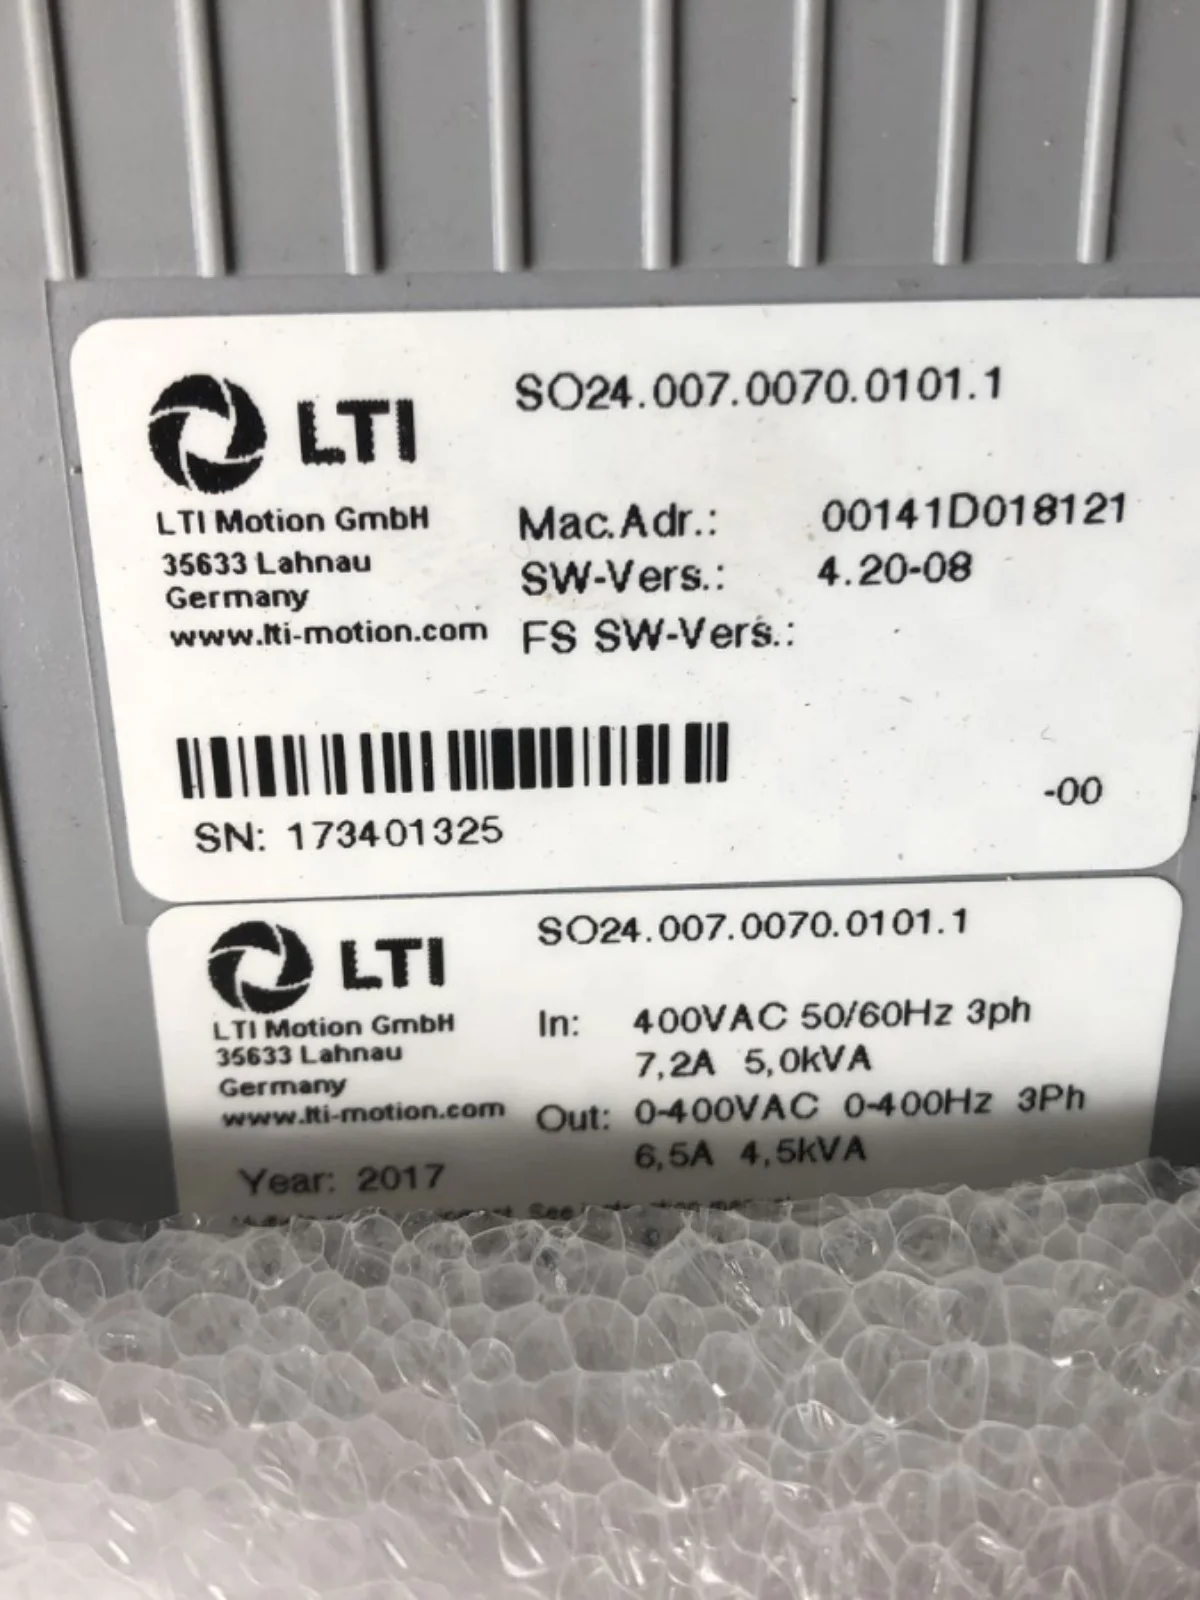 LTI
SO24.007.0070.0101.1
LTI Motion GmbH
35633 Lahnau
Germany
www.lti-motion.com
Mac.Adr.: 00141D018121
SW-Vers.: 4.20-08
FS SW-Vers.:
-00
SN: 173401325
LTI
SO24.007.0070.0101.1
LTI Motion GmbH
35633 Lahnau
Germany
www.lti-motion.com
In: 400VAC 50/60Hz 3ph
7,2A 5,0kVA
Out: 0-400VAC 0-400Hz 3Ph
6,5A 4,5kVA
Year: 2017
See